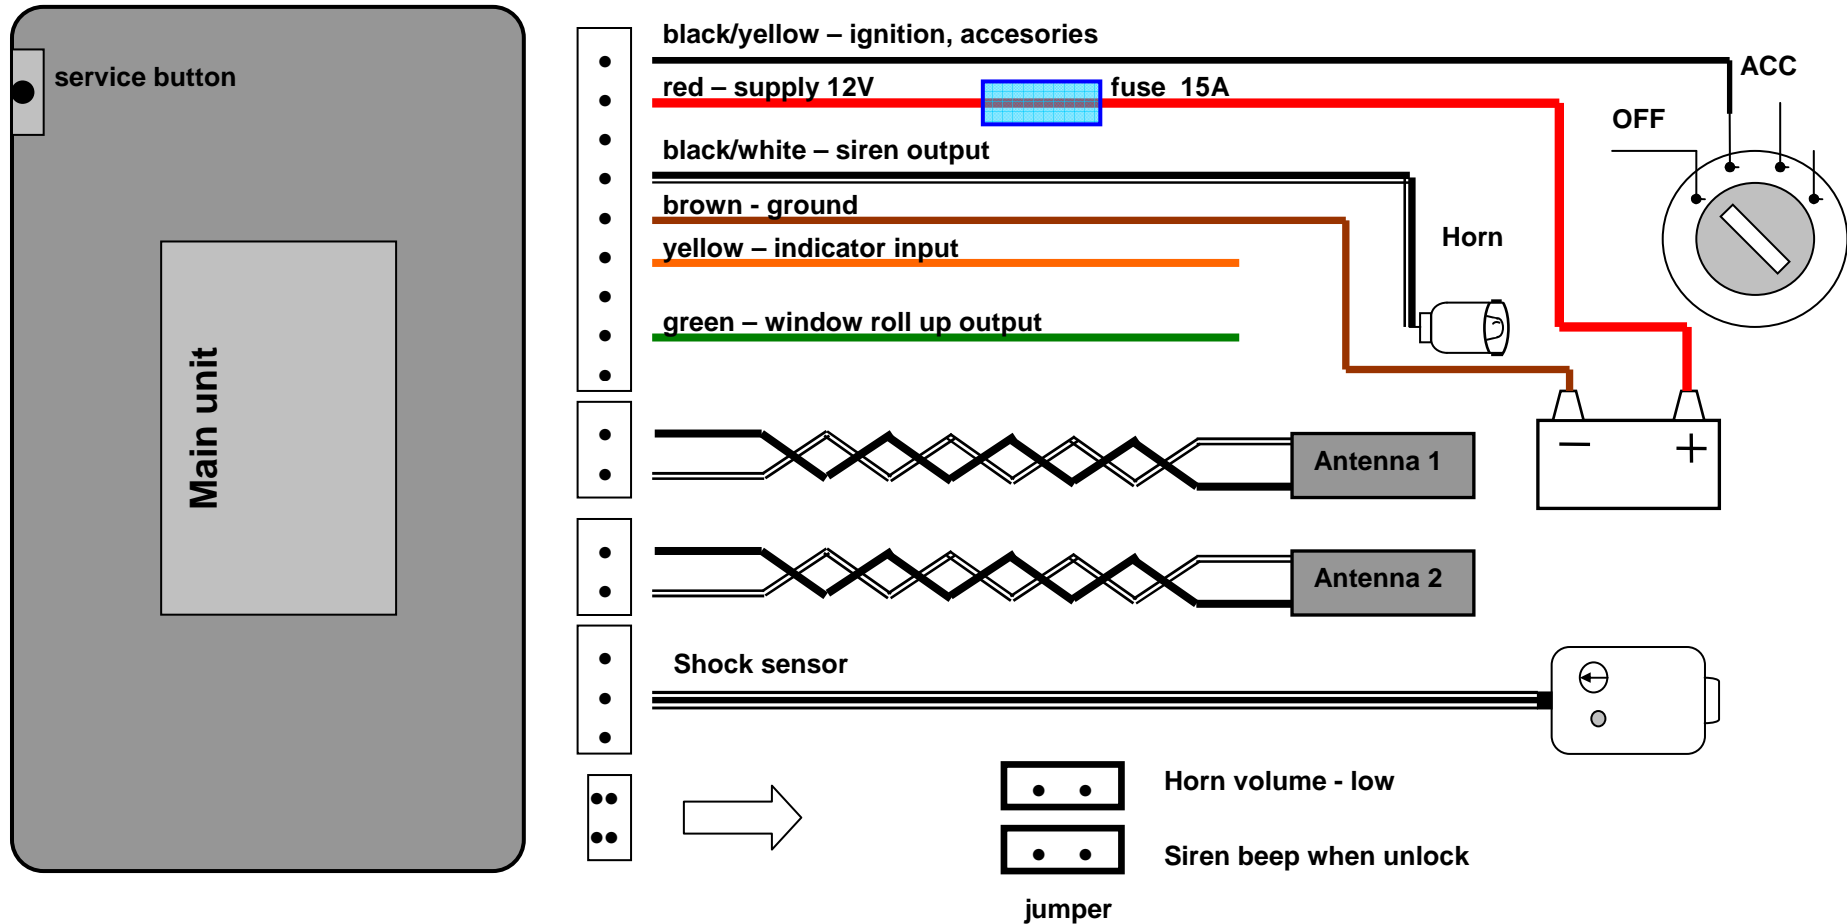 service button
Main unit
black/yellow – ignition, accesories
red – supply 12V
fuse 15A
black/white – siren output
brown - ground
yellow – indicator input
green – window roll up output
ACC
OFF
Horn
Antenna 1
Antenna 2
Shock sensor
Horn volume - low
Siren beep when unlock
jumper